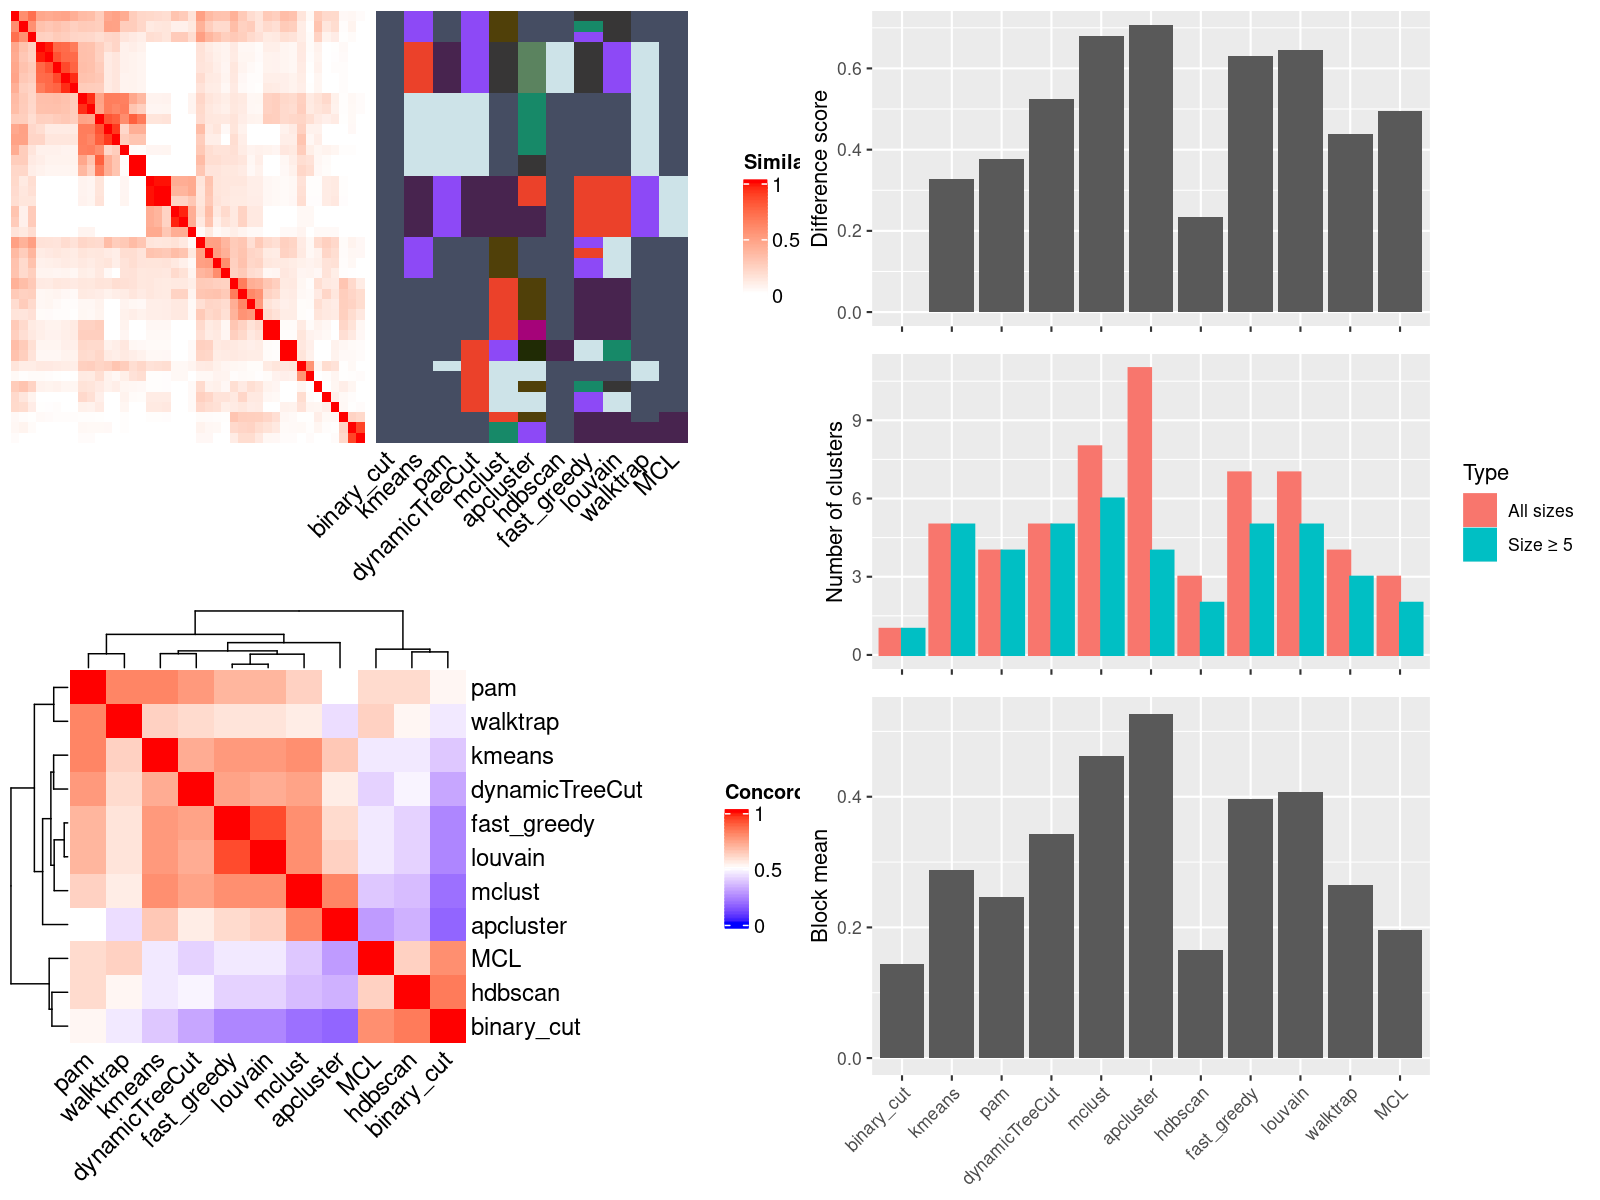 Simila
1
0.5
0
binary_cut
kmeans
pam
dynamicTreeCut
mclust
apcluster
hdbscan
fast_greedy
louvain
walktrap
MCL
pam
walktrap
kmeans
dynamicTreeCut
fast_greedy
louvain
mclust
apcluster
MCL
hdbscan
binary_cut
pam
walktrap
kmeans
dynamicTreeCut
fast_greedy
louvain
mclust
apcluster
MCL
hdbscan
binary_cut
Concord
1
0.5
0
Difference score
0.6
0.4
0.2
0.0
Number of clusters
9
6
3
0
Type
All sizes
Size ≥ 5
Block mean
0.4
0.2
0.0
binary_cut
kmeans
pam
dynamicTreeCut
mclust
apcluster
hdbscan
fast_greedy
louvain
walktrap
MCL